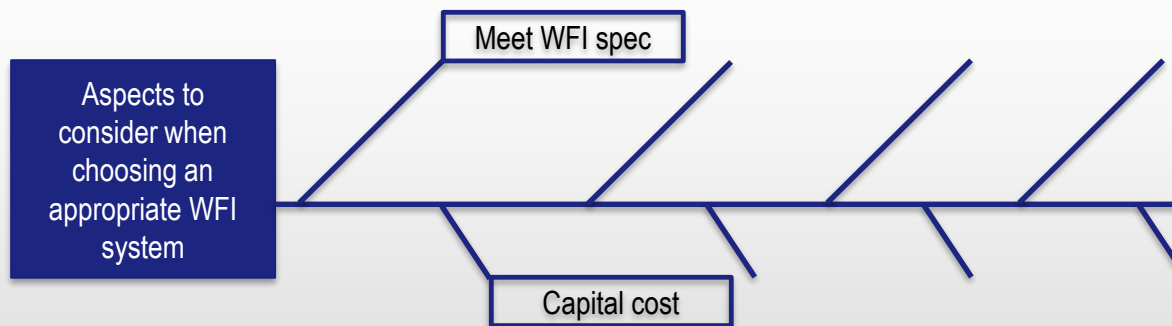 Meet WFI spec
Aspects to
consider when
choosing an
appropriate WFI
system
Capital cost